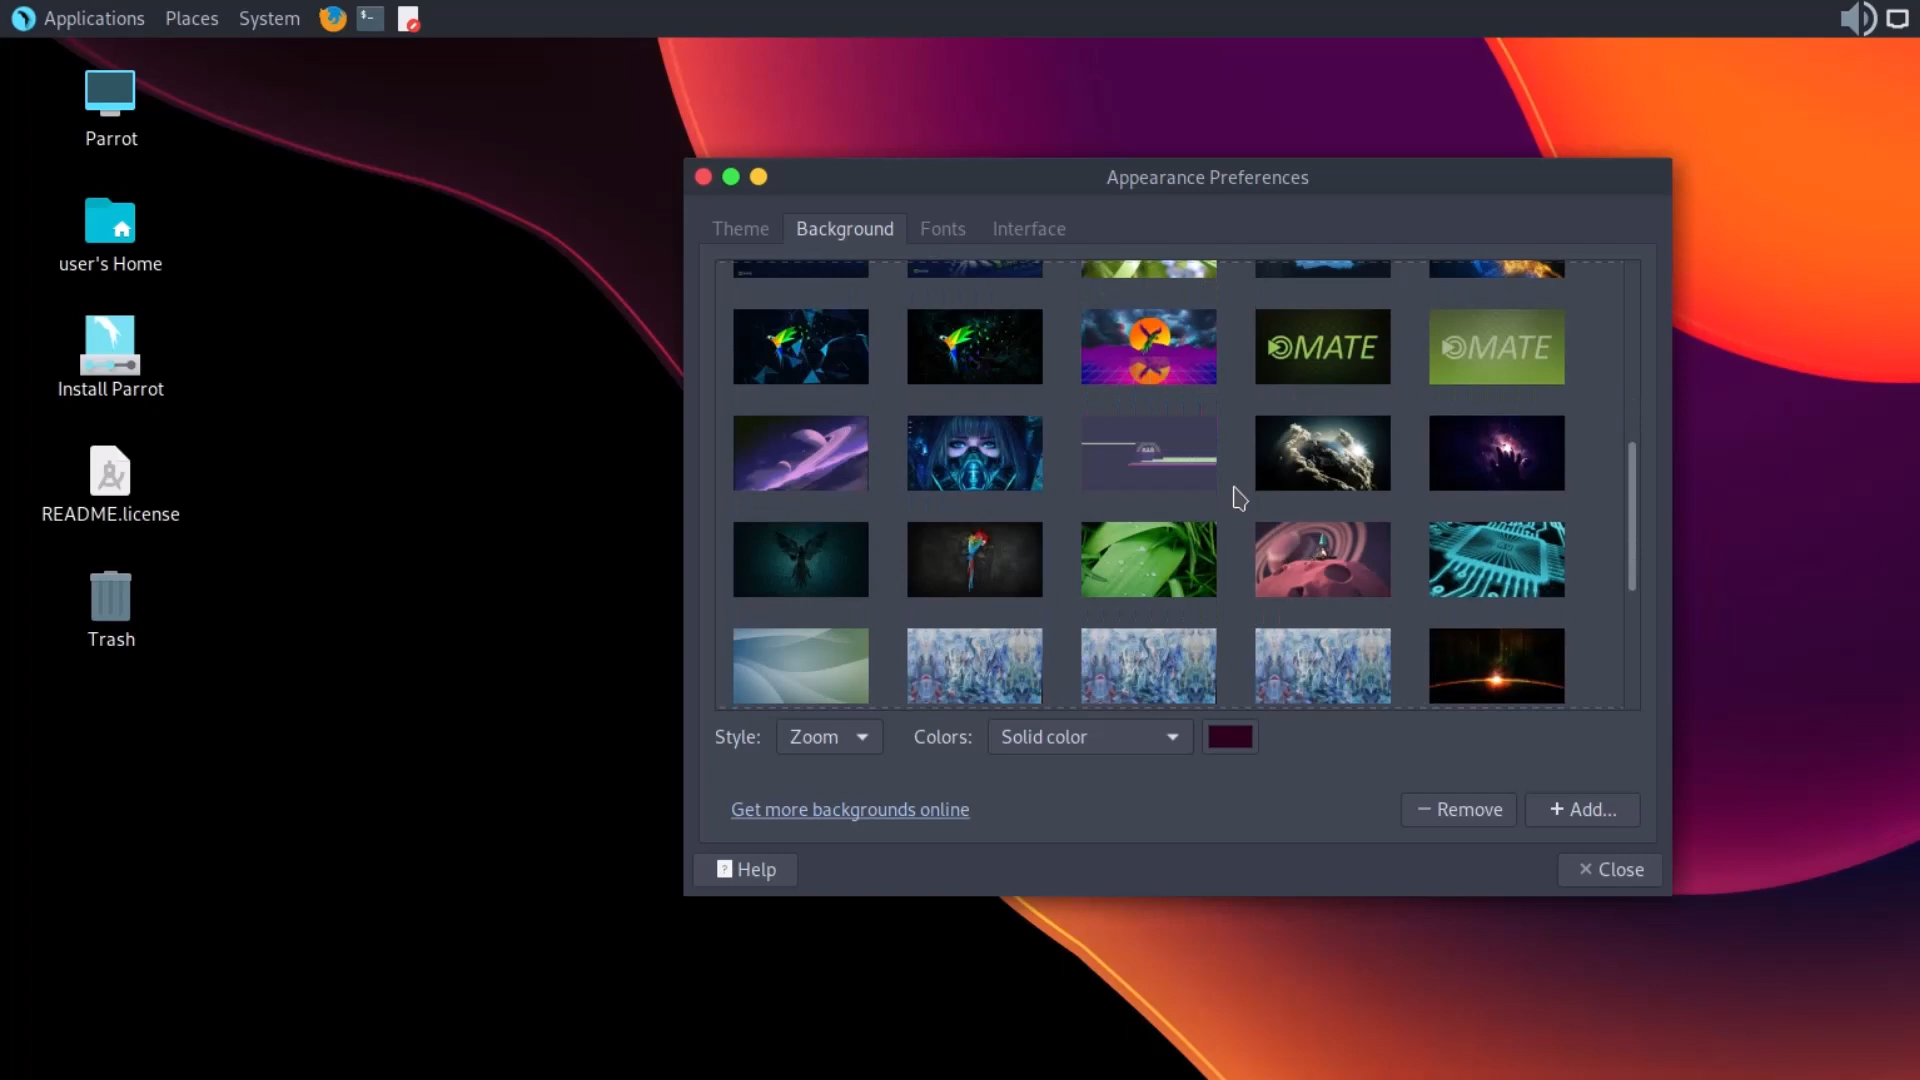 Applications Places System
Parrot
user's Home
Install Parrot
README.license
Trash
Appearance Preferences
Theme Background Fonts Interface
MATE MATE
Style: Zoom Colors: Solid color
Get more backgrounds online
Remove Add...
Help Close